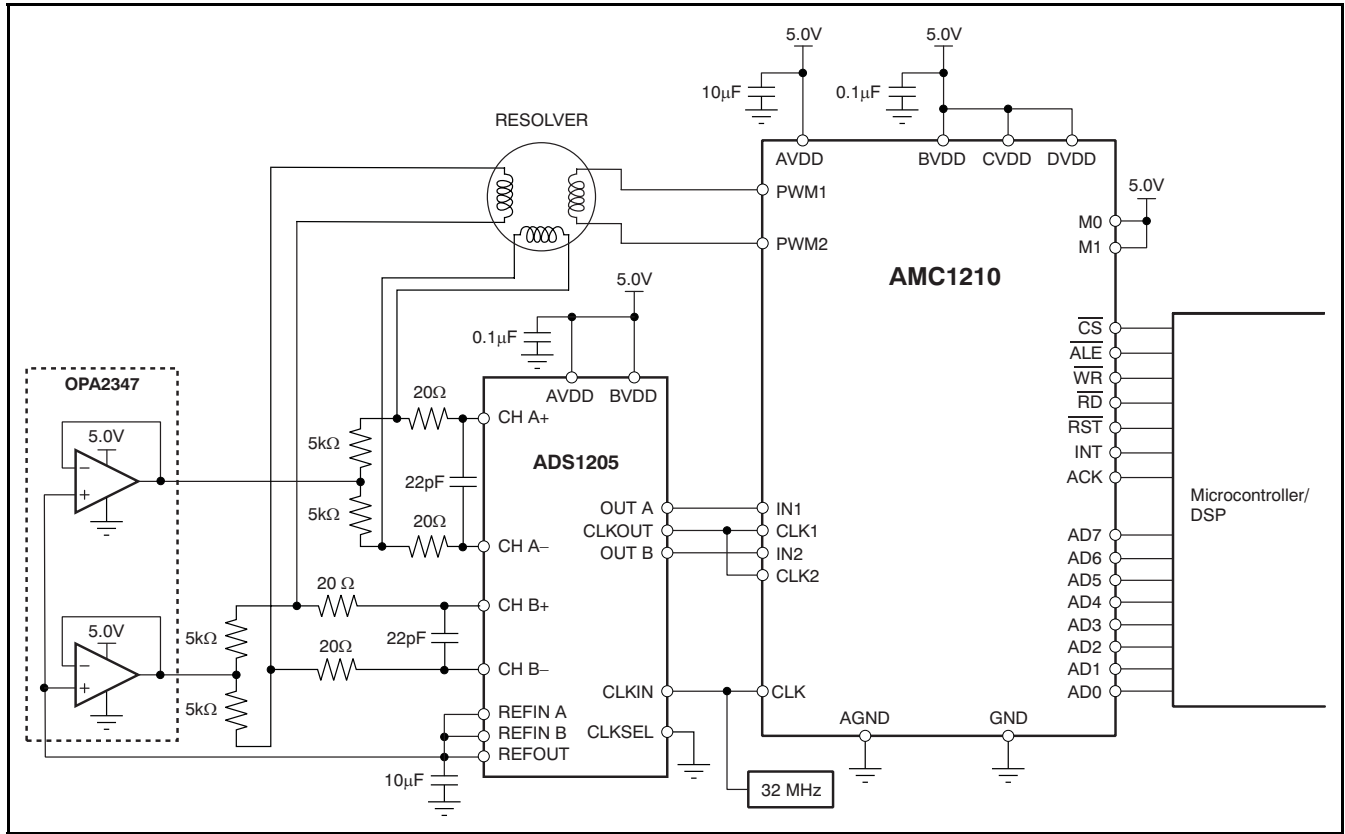 5.0V
5.0V
10μF
0.1μF
RESOLVER
AVDD
BVDD
CVDD
DVDD
PWM1
PWM2
5.0V
M0
M1
AMC1210
5.0V
0.1μF
CS
ALE
WR
RD
RST
INT
ACK
Microcontroller/
DSP
AD7
AD6
AD5
AD4
AD3
AD2
AD1
AD0
OPA2347
5.0V
−
+
5.0V
−
+
5kΩ
5kΩ
20Ω
22pF
20Ω
5kΩ
5kΩ
20 Ω
22pF
20Ω
AVDD
BVDD
CH A+
ADS1205
CH A−
CH B+
CH B−
REFIN A
REFIN B
REFOUT
OUT A
CLKOUT
OUT B
CLKIN
CLKSEL
IN1
CLK1
IN2
CLK2
CLK
AGND
GND
10μF
32 MHz